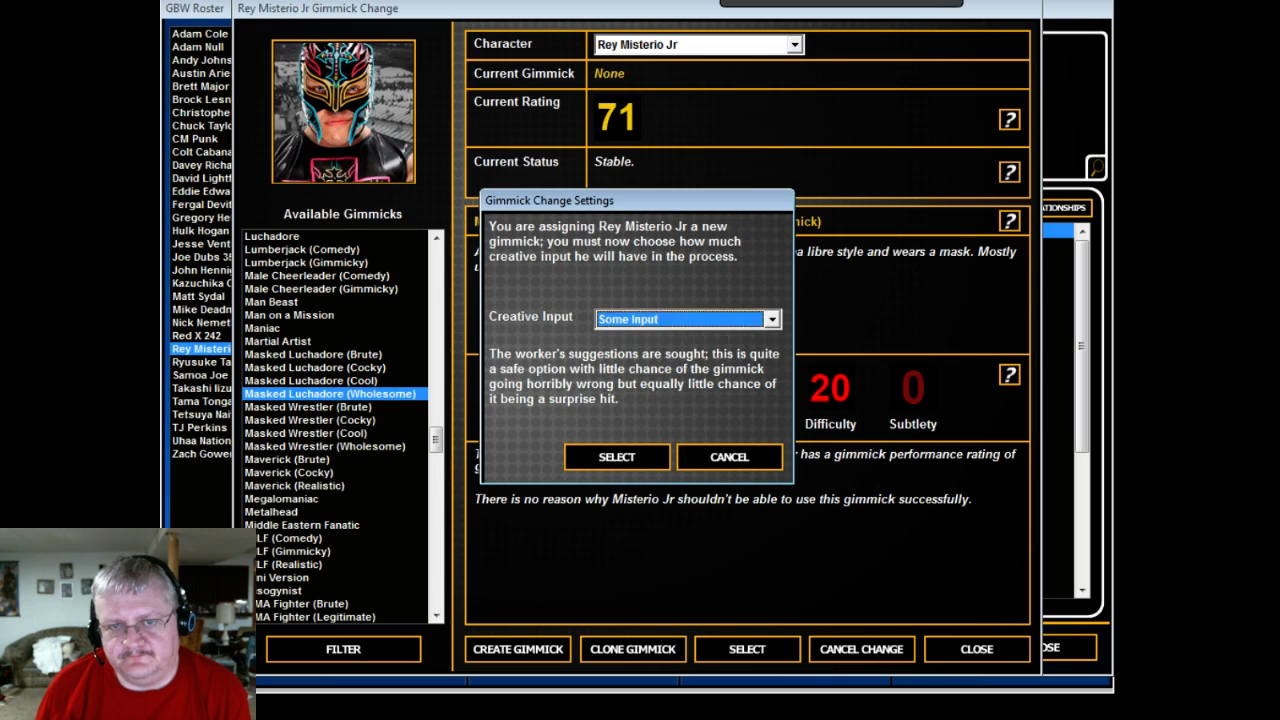 GBW Roster
Rey Misterio Jr Gimmick Change
Adam Cole
Adam Null
Andy Johns
Austin Arie
Brett Major
Brock Lesn
Christophe
Chuck Taylo
CM Punk
Colt Cabana
Davey Richa
David Lightf
Eddie Edwa
Fergal Devit
Gregory He
Hulk Hogan
Jesse Vent
Joe Dubs 35
John Hennig
Kazuchika O
Matt Sydal
Mike Deadm
Nick Nemet
Red X 242
Rey Misteri
Ryusuke Ta
Samoa Joe
Takashi Iizu
Tama Tonga
Tetsuya Nai
TJ Perkins
Uhaa Nation
Zach Gowe
Available Gimmicks
Luchadore
Lumberjack (Comedy)
Lumberjack (Gimmicky)
Male Cheerleader (Comedy)
Male Cheerleader (Gimmicky)
Man Beast
Man on a Mission
Maniac
Martial Artist
Masked Luchadore (Brute)
Masked Luchadore (Cocky)
Masked Luchadore (Cool)
Masked Luchadore (Wholesome)
Masked Wrestler (Brute)
Masked Wrestler (Cocky)
Masked Wrestler (Cool)
Masked Wrestler (Wholesome)
Maverick (Brute)
Maverick (Cocky)
Maverick (Realistic)
Megalomaniac
Metalhead
Middle Eastern Fanatic
LF (Comedy)
LF (Gimmicky)
LF (Realistic)
ni Version
sogynist
MA Fighter (Brute)
MA Fighter (Legitimate)
FILTER
Character
Rey Misterio Jr
Current Gimmick
None
Current Rating
71
?
Current Status
Stable.
?
mick)
?
a libre style and wears a mask. Mostly
Gimmick Change Settings
You are assigning Rey Misterio Jr a new
gimmick; you must now choose how much
creative input he will have in the process.
Creative Input
Some Input
The worker's suggestions are sought; this is quite
a safe option with little chance of the gimmick
going horribly wrong but equally little chance of
it being a surprise hit.
SELECT
CANCEL
20
0
?
Difficulty
Subtlety
r has a gimmick performance rating of
There is no reason why Misterio Jr shouldn't be able to use this gimmick successfully.
CREATE GIMMICK
CLONE GIMMICK
SELECT
CANCEL CHANGE
CLOSE
TIONSHIPS
OSE